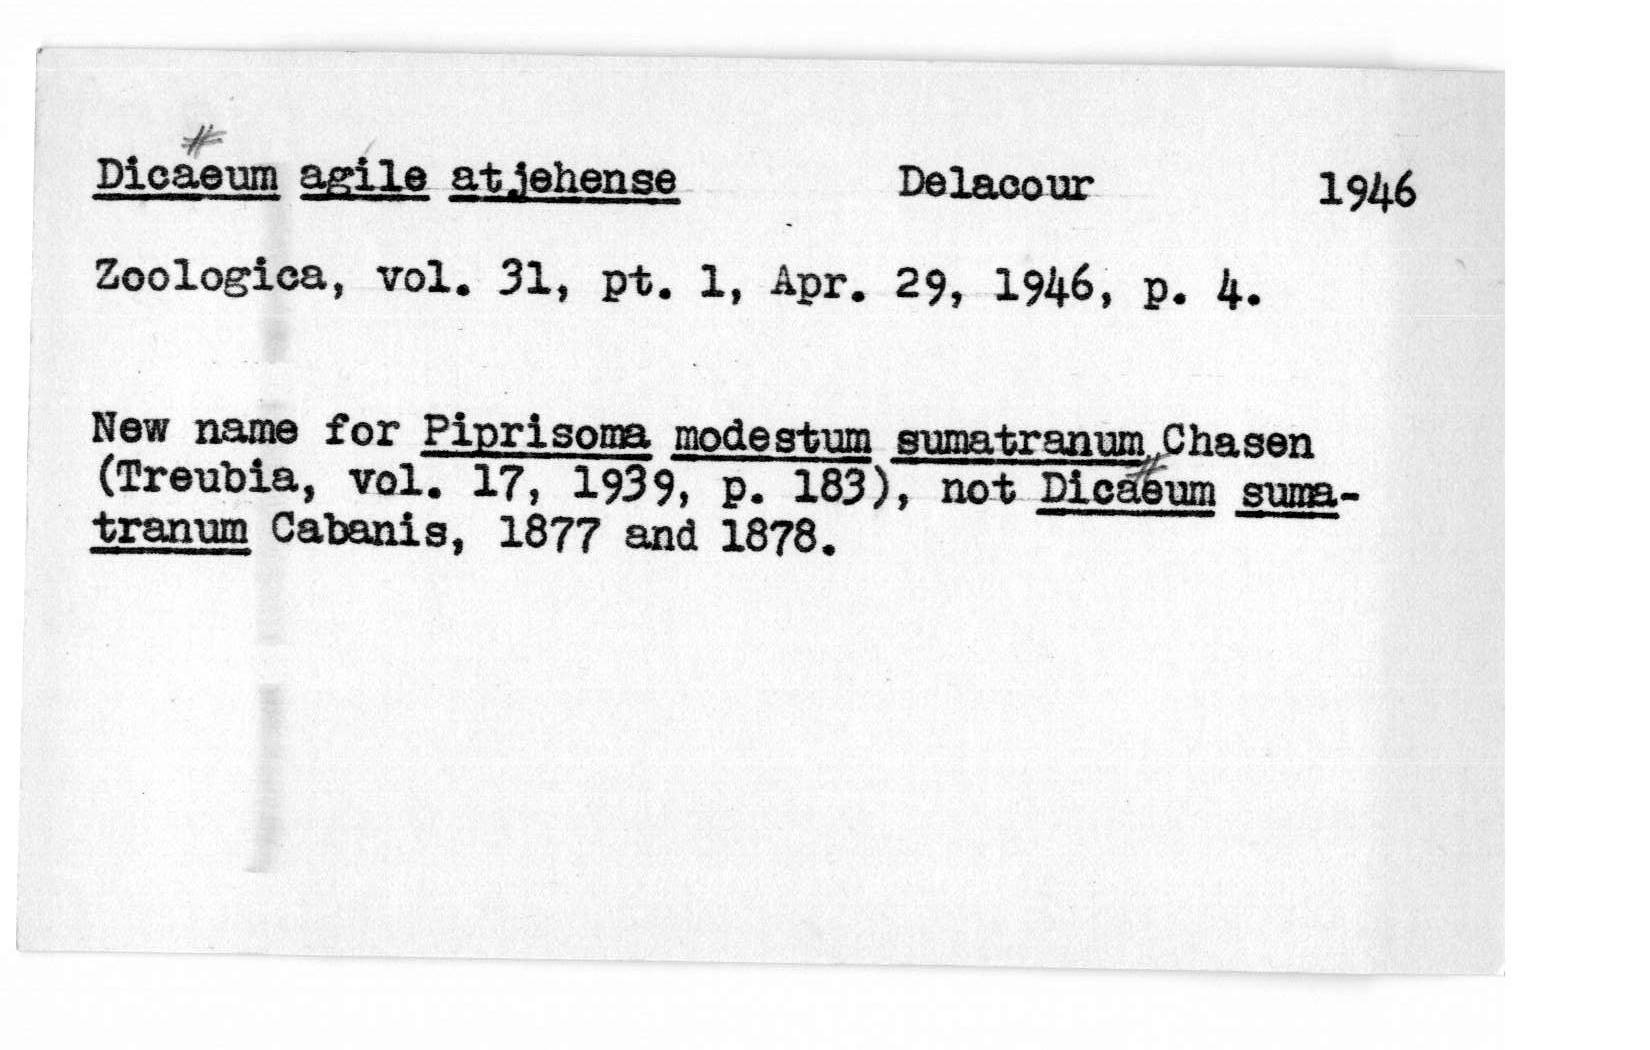 #
Dicaeum agile atjehense Delacour 1946
Zoologica, vol. 31, pt. 1, Apr. 29, 1946, p. 4.
New name for Piprisoma modestum sumatranum Chasen
(Treubia, vol. 17, 1939, p. 183), not Dicaeum suma-
tranum Cabanis, 1877 and 1878.